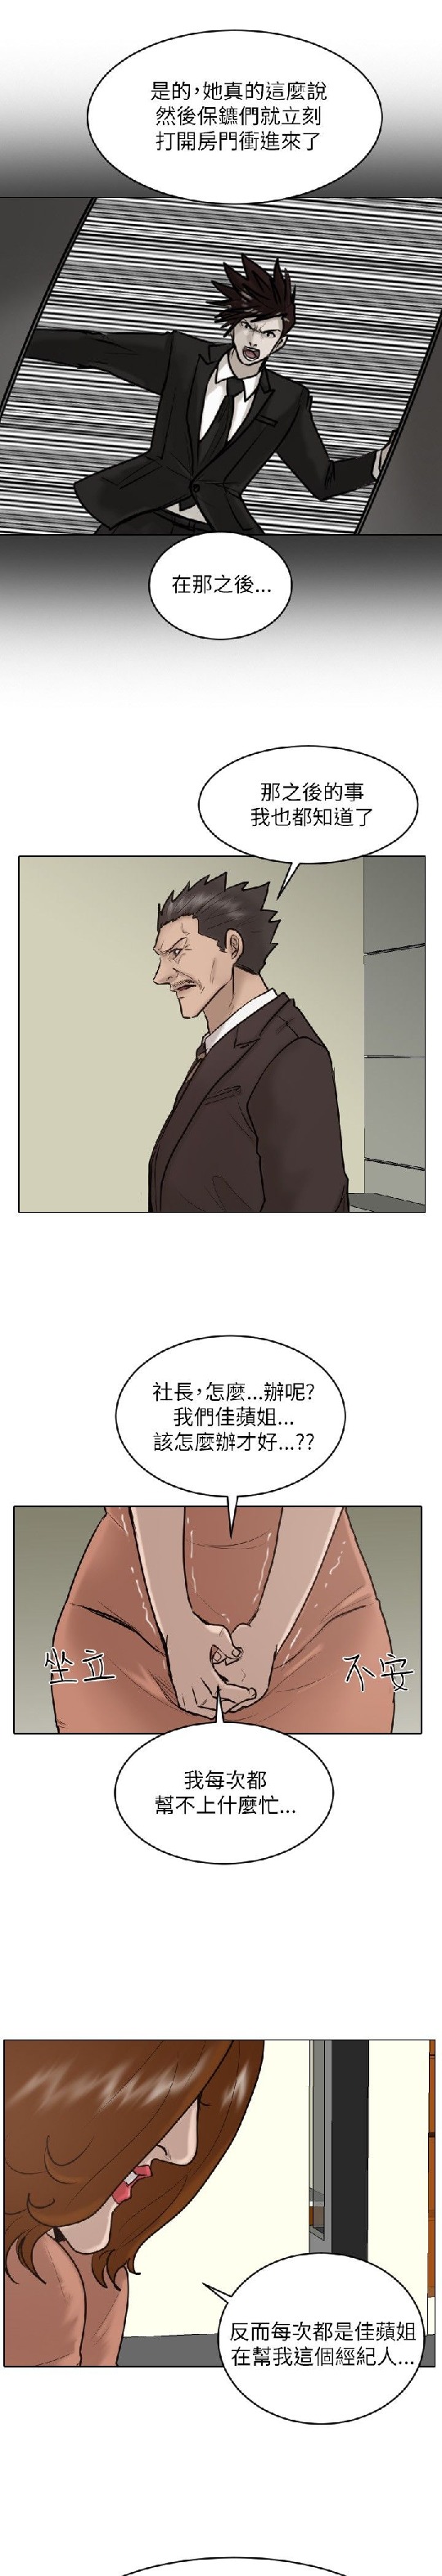 是的，她真的這麼說
然後保鑣們就立刻
打開房門衝進來了
在那之後...
那之後的事
我也都知道了
社長，怎麼...辦呢?
我們佳蘋姐...
該怎麼辦才好...??
坐立
不安
我每次都
幫不上什麼忙...
反而每次都是佳蘋姐
在幫我這個經紀人...